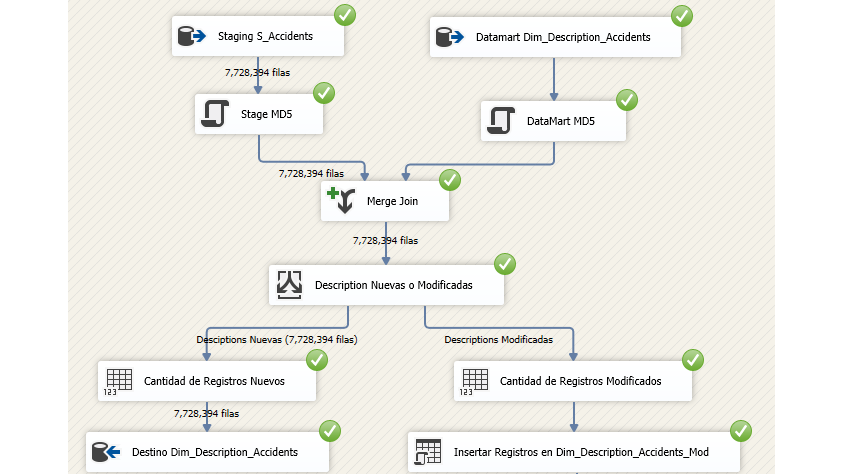 Staging S_Accidents
Datamart Dim_Description_Accidents
7,728,394 filas
Stage MD5
DataMart MD5
7,728,394 filas
Merge Join
7,728,394 filas
Description Nuevas o Modificadas
Desciptions Nuevas (7,728,394 filas)
Descriptions Modificadas
Cantidad de Registros Nuevos
123
Cantidad de Registros Modificados
123
7,728,394 filas
Destino Dim_Description_Accidents
Insertar Registros en Dim_Description_Accidents_Mod